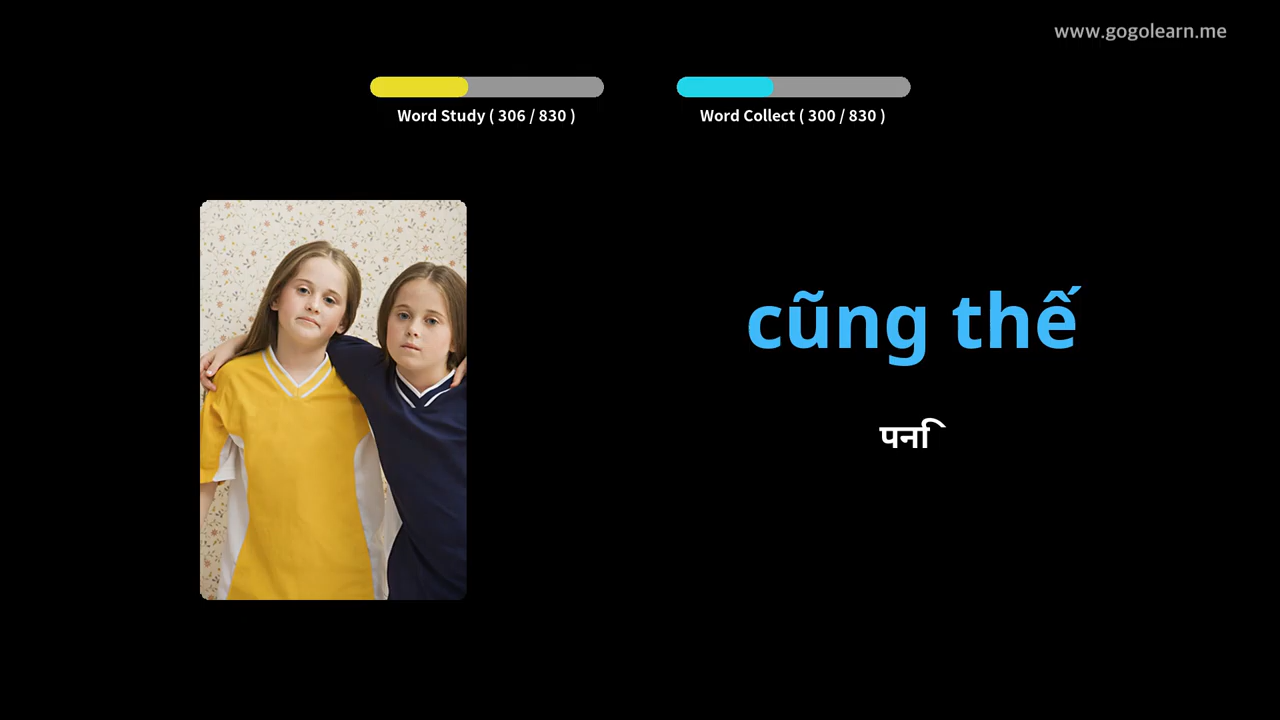 www.gogolearn.me
Word Study ( 306 / 830 )
Word Collect ( 300 / 830 )
cũng thế
पनि